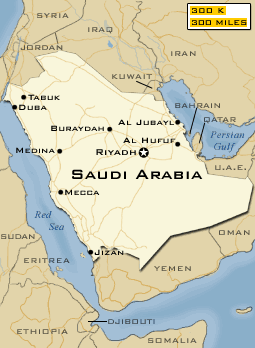 300 K
300 MILES
SYRIA
IRAQ
IRAN
JORDAN
KUWAIT
TABUK
DUBA
BAHRAIN
Persian
Gulf
QATAR
AL JUBAYL
BURAYDAH
AL HUFUF
MEDINA
RIYADH
U.A.E.
SAUDI ARABIA
MECCA
Red
Sea
SUDAN
OMAN
JIZAN
ERITREA
YEMEN
DJIBOUTI
ETHIOPIA
SOMALIA